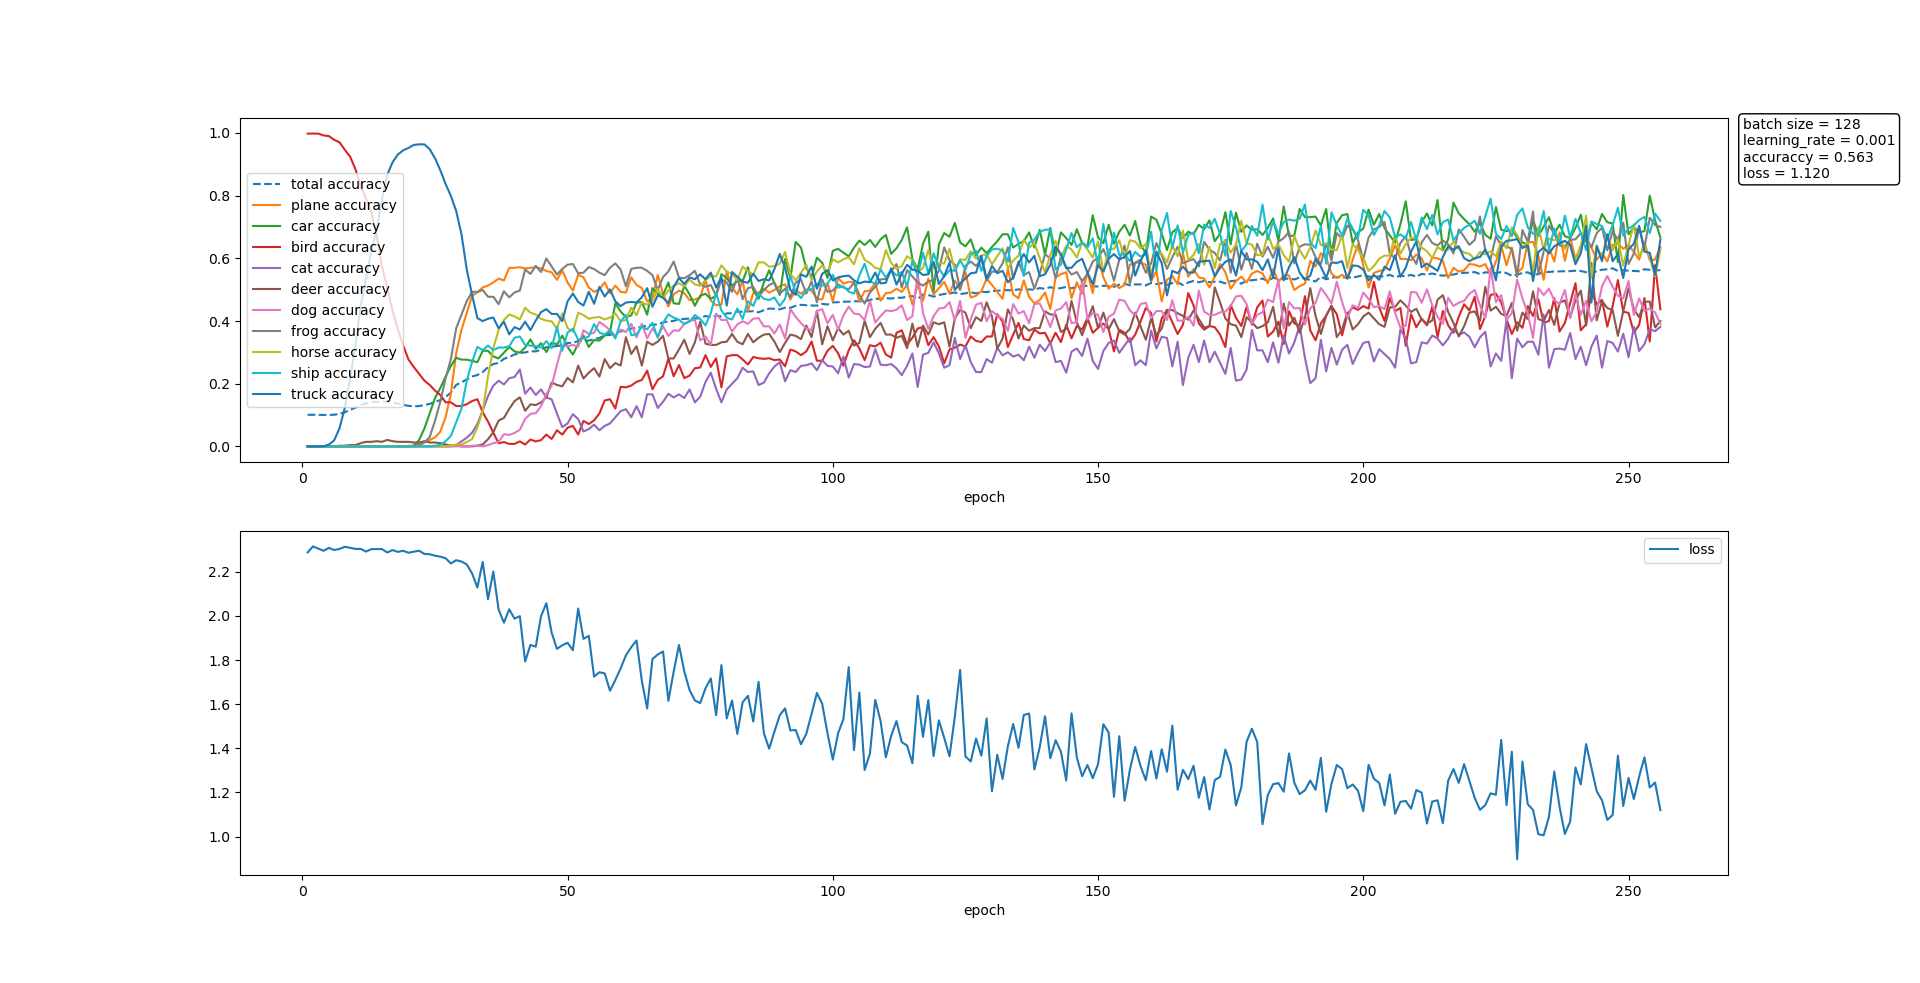 1.0
0.8
0.6
0.4
0.2
0.0
total accuracy
plane accuracy
car accuracy
bird accuracy
cat accuracy
deer accuracy
dog accuracy
frog accuracy
horse accuracy
ship accuracy
truck accuracy
batch size = 128
learning_rate = 0.001
accuraccy = 0.563
loss = 1.120
0 50 100 150 200 250
epoch
loss
2.2
2.0
1.8
1.6
1.4
1.2
1.0
0 50 100 150 200 250
epoch